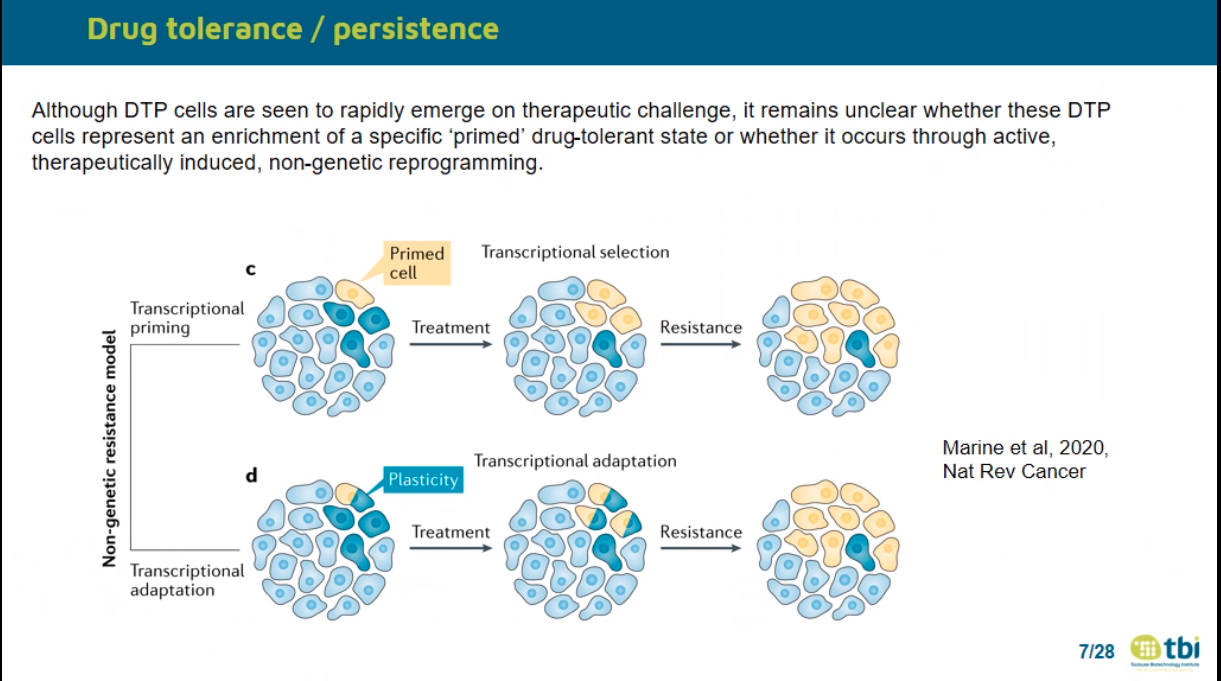 Drug tolerance / persistence
Although DTP cells are seen to rapidly emerge on therapeutic challenge, it remains unclear whether these DTP
cells represent an enrichment of a specific ‘primed’ drug-tolerant state or whether it occurs through active,
therapeutically induced, non-genetic reprogramming.
Non-genetic resistance model
c
Transcriptional
priming
Primed
cell
Transcriptional selection
Treatment
Resistance
d
Transcriptional
adaptation
Plasticity
Transcriptional adaptation
Treatment
Resistance
Marine et al, 2020,
Nat Rev Cancer
7/28
tbi
Toulouse Biotechnology Institute